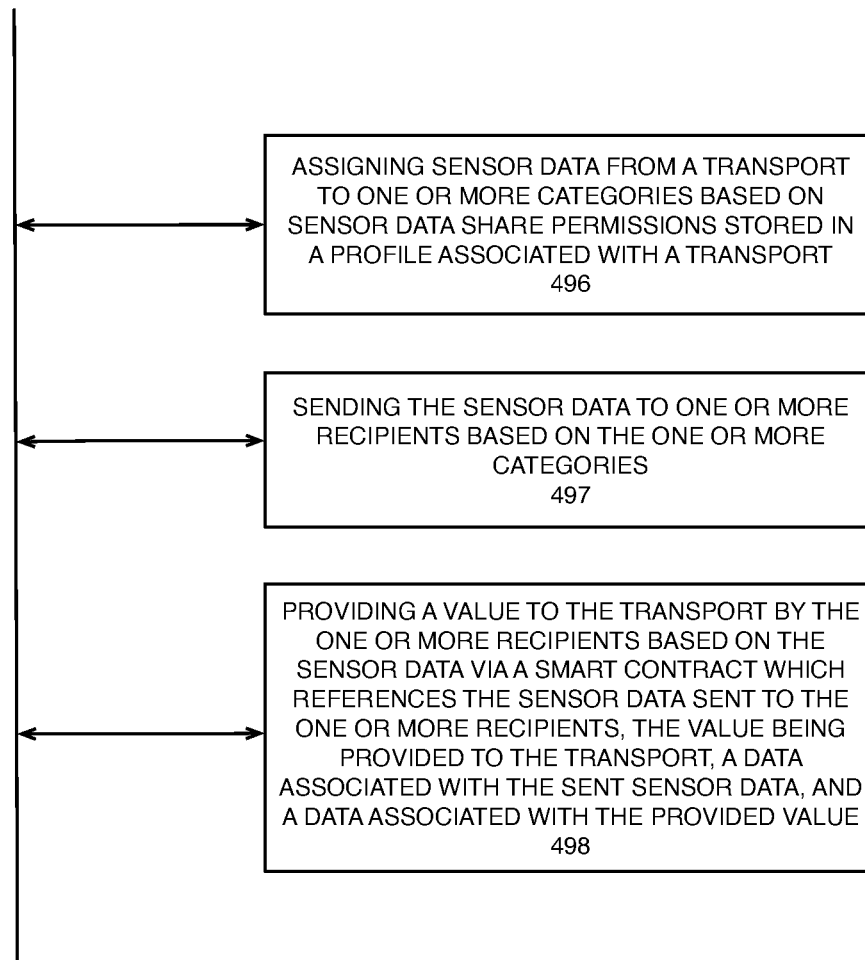 ASSIGNING SENSOR DATA FROM A TRANSPORT
TO ONE OR MORE CATEGORIES BASED ON
SENSOR DATA SHARE PERMISSIONS STORED IN
A PROFILE ASSOCIATED WITH A TRANSPORT
496
SENDING THE SENSOR DATA TO ONE OR MORE
RECIPIENTS BASED ON THE ONE OR MORE
CATEGORIES
497
PROVIDING A VALUE TO THE TRANSPORT BY THE
ONE OR MORE RECIPIENTS BASED ON THE
SENSOR DATA VIA A SMART CONTRACT WHICH
REFERENCES THE SENSOR DATA SENT TO THE
ONE OR MORE RECIPIENTS, THE VALUE BEING
PROVIDED TO THE TRANSPORT, A DATA
ASSOCIATED WITH THE SENT SENSOR DATA, AND
A DATA ASSOCIATED WITH THE PROVIDED VALUE
498